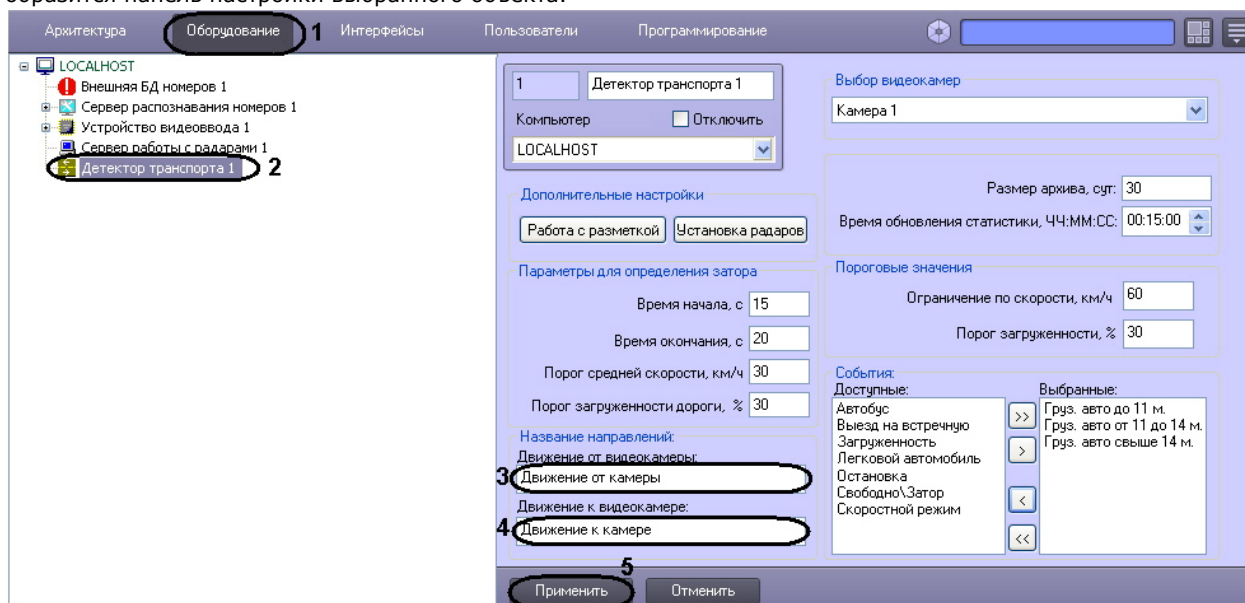 образится панель настройки выбранного объекта.
Архитектура Оборудование 1 Интерфейсы Пользователи Программирование
LOCALHOST
Внешняя БД номеров 1
Сервер распознавания номеров 1
Устройство видеоввода 1
Сервер работы с радарами 1
Детектор транспорта 1 2
1 Детектор транспорта 1
Компьютер Отключить
LOCALHOST
Дополнительные настройки
Работа с разметкой Установка радаров
Параметры для определения затора
Время начала, с 15
Время окончания, с 20
Порог средней скорости, км/ч 30
Порог загруженности дороги, % 30
Название направлений:
Движение от видеокамеры:
3 Движение от камеры
Движение к видеокамере:
4 Движение к камере
Выбор видеокамер
Камера 1
Размер архива, сут: 30
Время обновления статистики, ЧЧ:ММ:СС: 00:15:00
Пороговые значения
Ограничение по скорости, км/ч 60
Порог загруженности, % 30
События:
Доступные:
Автобус
Выезд на встречную
Загруженность
Легковой автомобиль
Остановка
Свободно\Затор
Скоростной режим
>>
>
<
<<
Выбранные:
Груз. авто до 11 м.
Груз. авто от 11 до 14 м.
Груз. авто свыше 14 м.
5
Применить Отменить